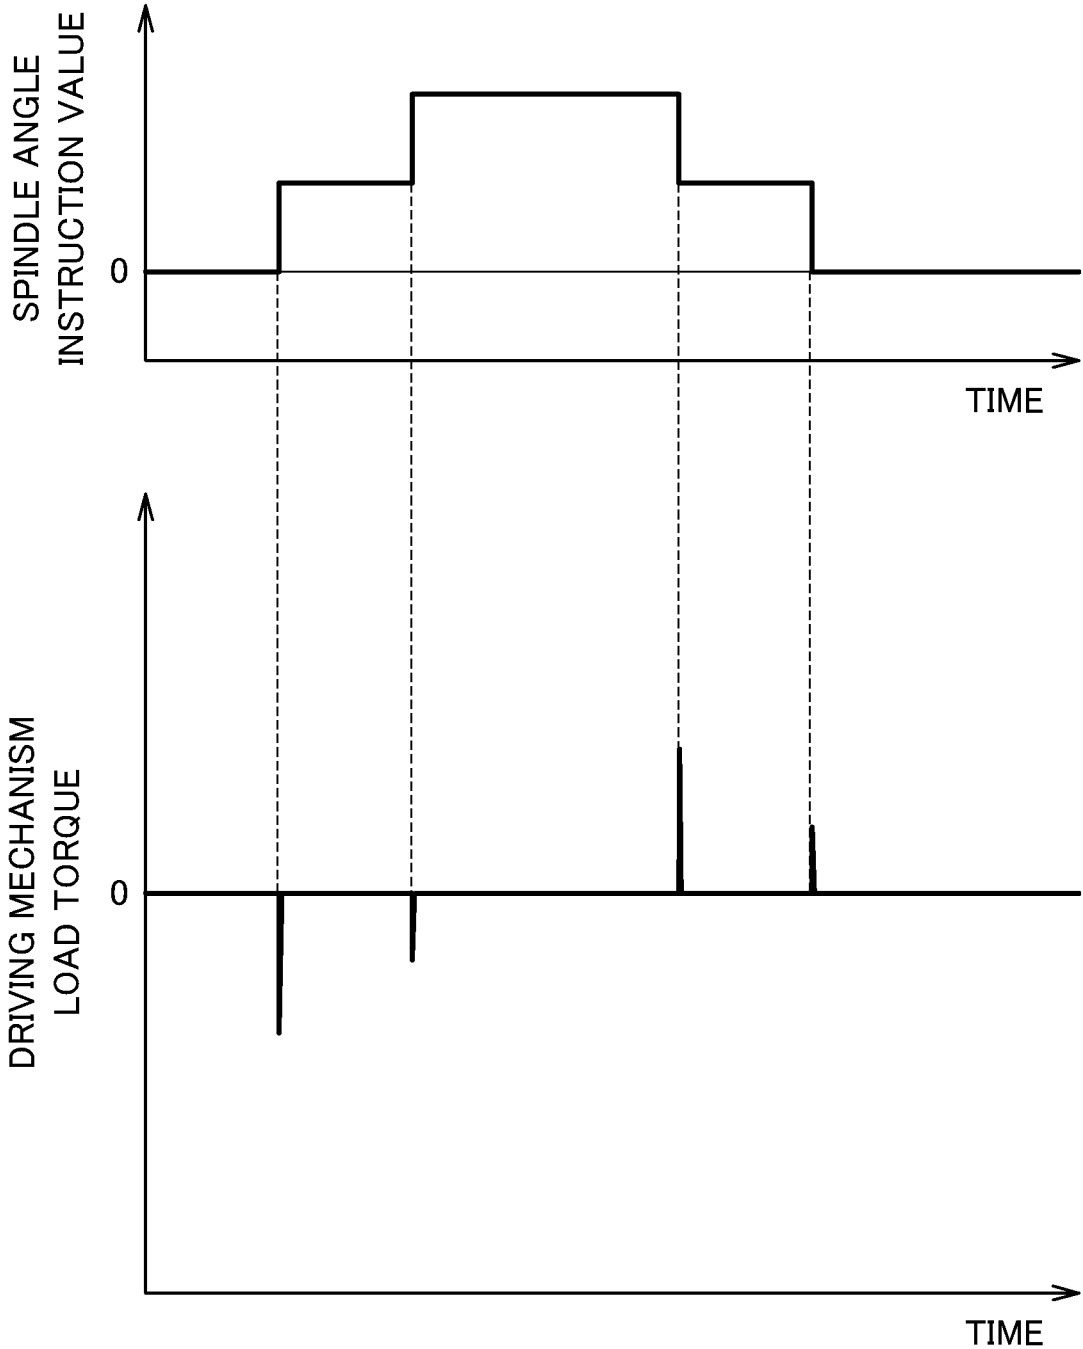 SPINDLE ANGLE
INSTRUCTION VALUE
0
TIME
DRIVING MECHANISM
LOAD TORQUE
0
TIME